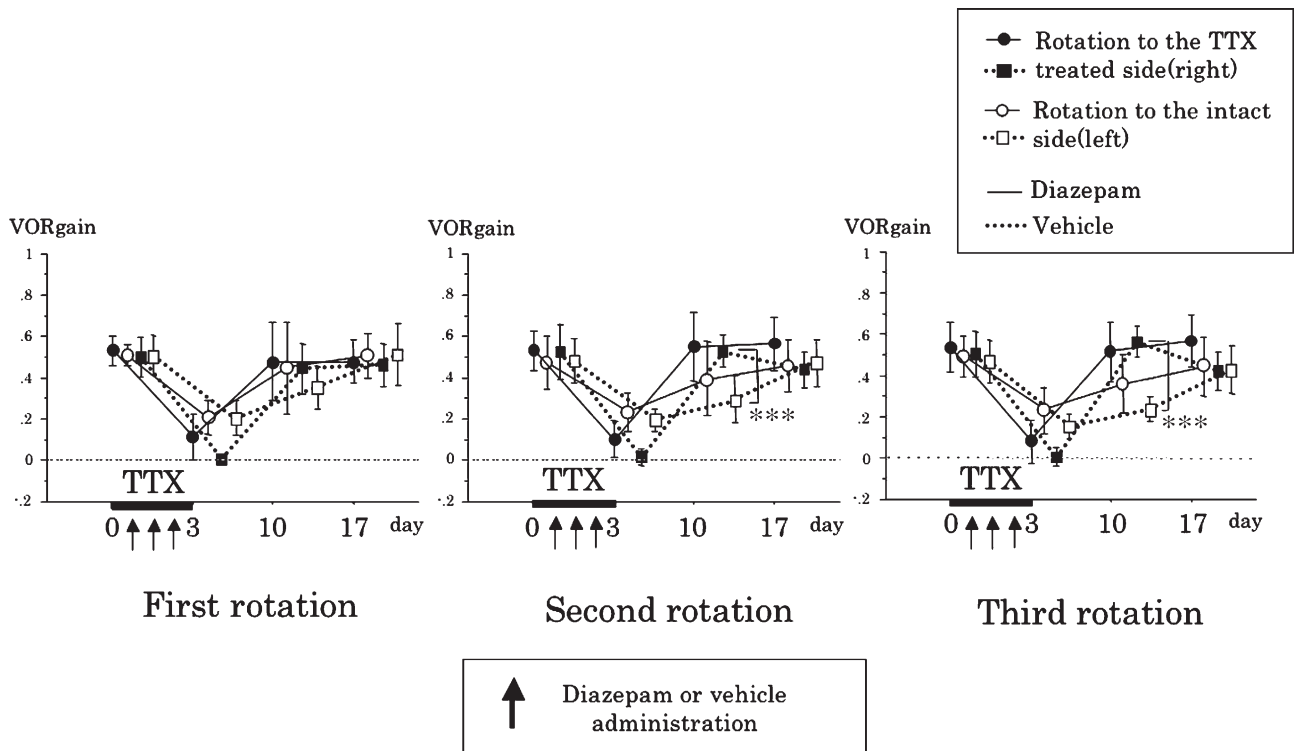 Rotation to the TTX
treated side(right)
Rotation to the intact
side(left)
Diazepam
Vehicle
VORgain
1
.8
.6
.4
.2
0
-.2
TTX
0 3 10 17 day
First rotation
VORgain
1
.8
.6
.4
.2
0
-.2
***
TTX
0 3 10 17 day
Second rotation
VORgain
1
.8
.6
.4
.2
0
-.2
***
TTX
0 3 10 17 day
Third rotation
Diazepam or vehicle
administration